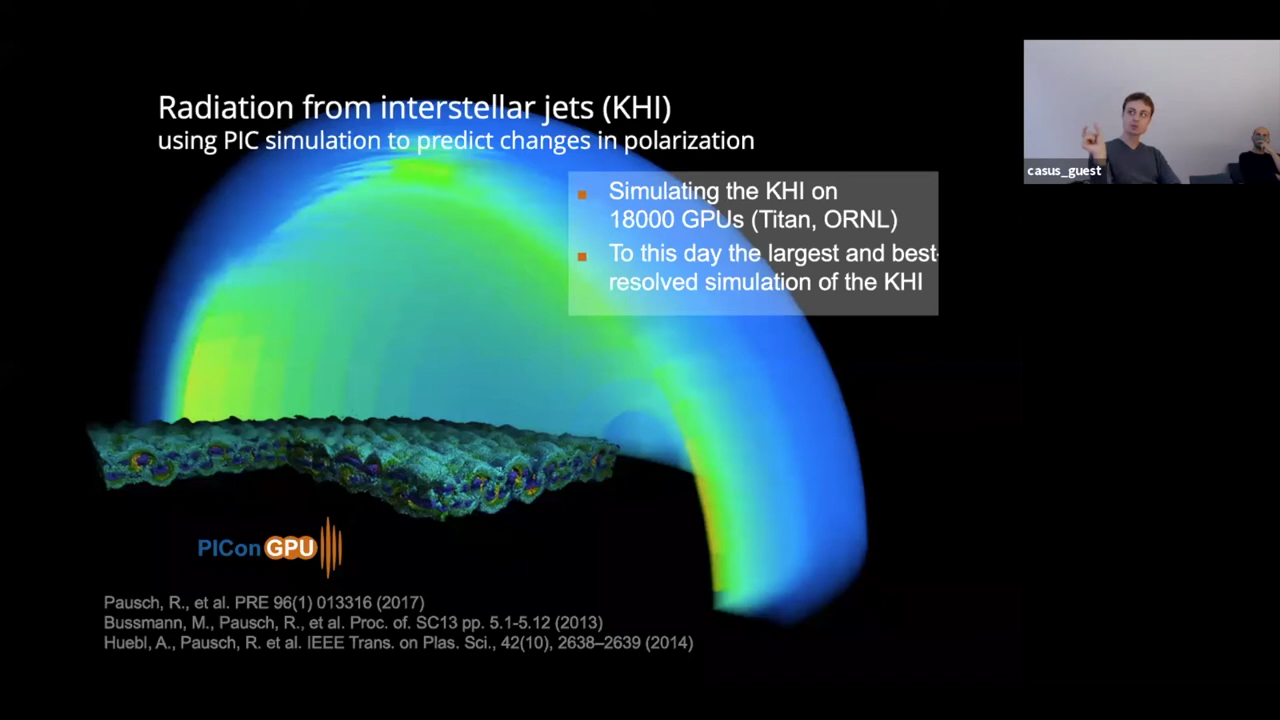 Radiation from interstellar jets (KHI)
using PIC simulation to predict changes in polarization
Simulating the KHI on
18000 GPUs (Titan, ORNL)
To this day the largest and best-
resolved simulation of the KHI
casus_guest
PIConGPU
Pausch, R., et al. PRE 96(1) 013316 (2017)
Bussmann, M., Pausch, R., et al. Proc. of SC13 pp. 5.1-5.12 (2013)
Huebl, A., Pausch, R. et al. IEEE Trans. on Plas. Sci., 42(10), 2638–2639 (2014)